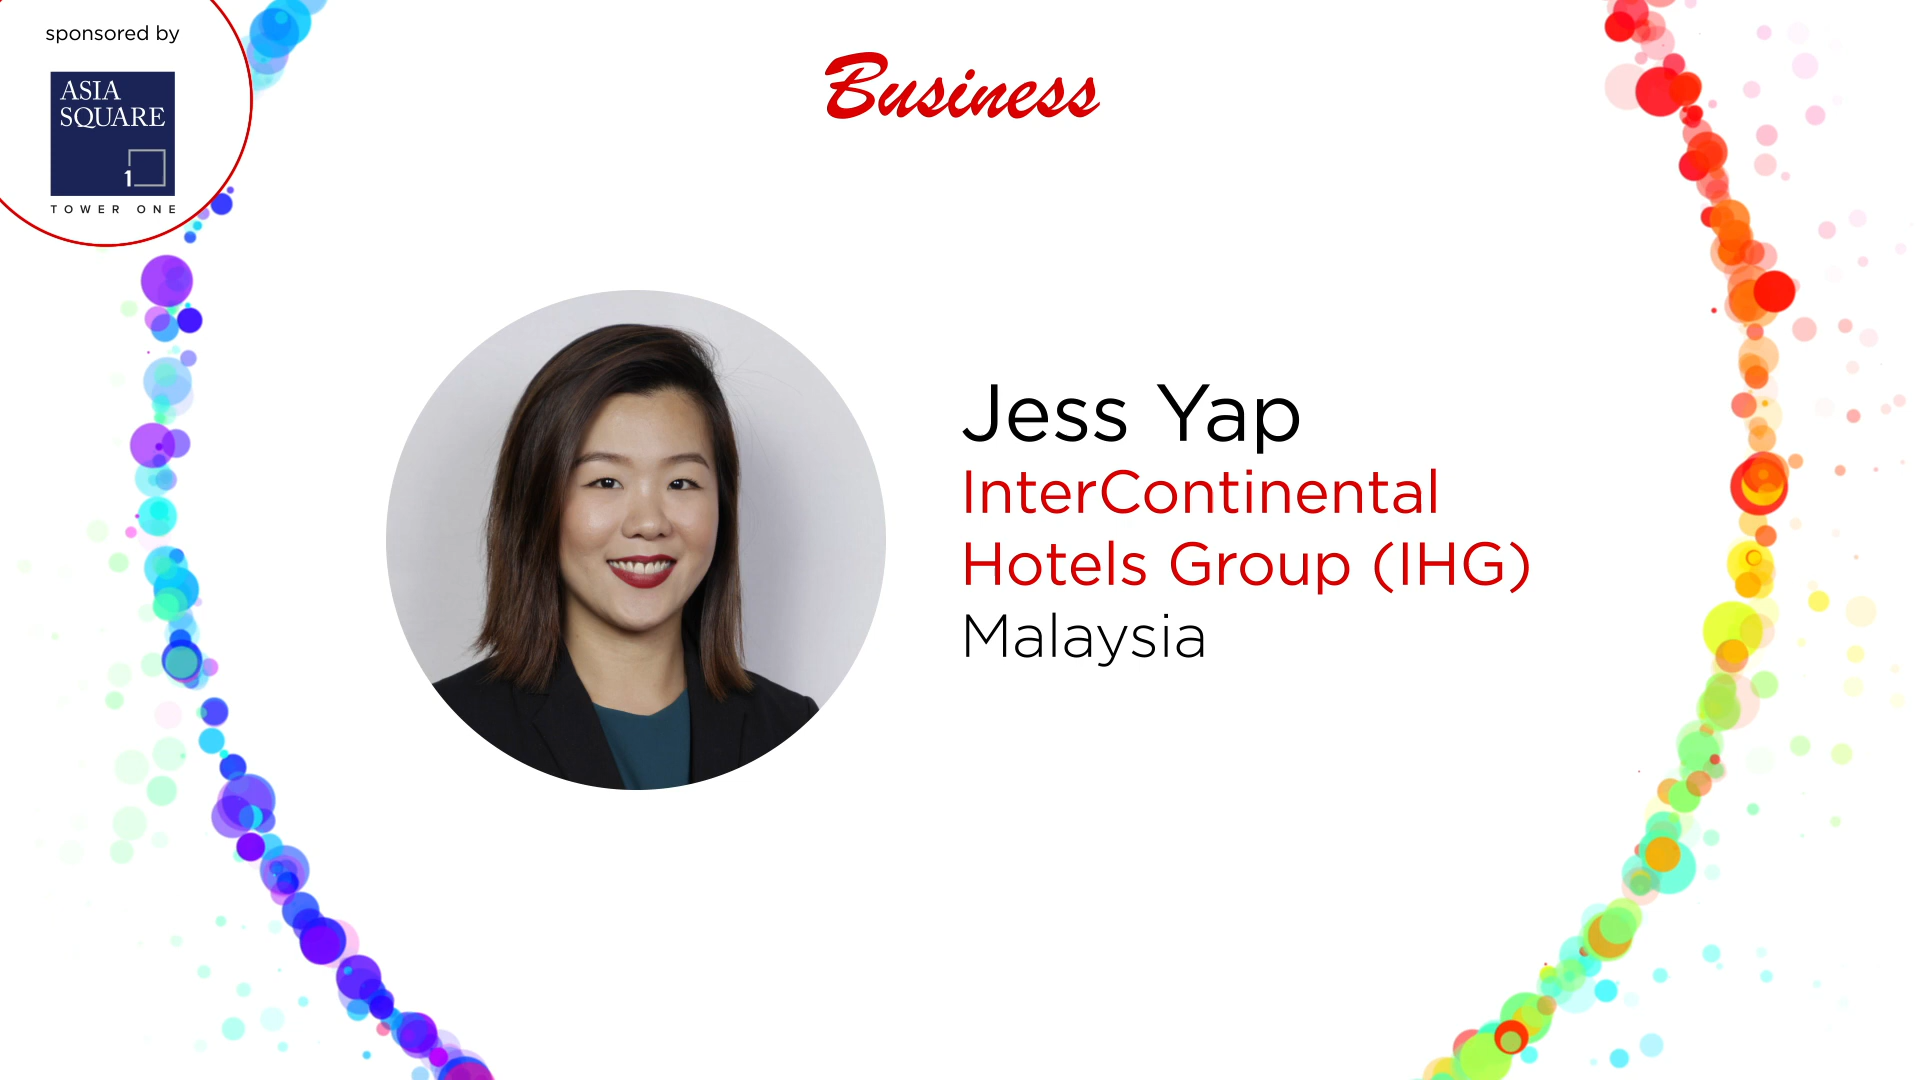 sponsored by
ASIA
SQUARE
1
TOWER ONE
Business
Jess Yap
InterContinental
Hotels Group (IHG)
Malaysia